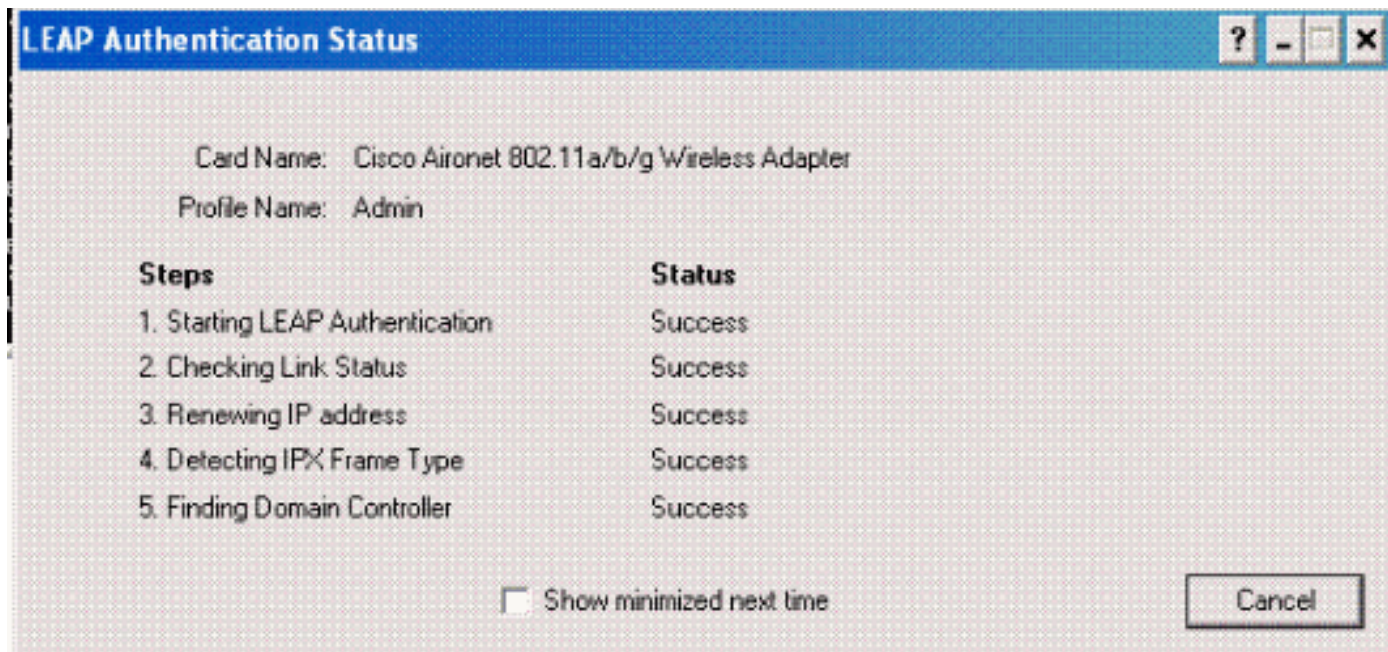 LEAP Authentication Status
Card Name: Cisco Aironet 802.11a/b/g Wireless Adapter
Profile Name: Admin
Steps Status
1. Starting LEAP Authentication Success
2. Checking Link Status Success
3. Renewing IP address Success
4. Detecting IPX Frame Type Success
5. Finding Domain Controller Success
Show minimized next time Cancel